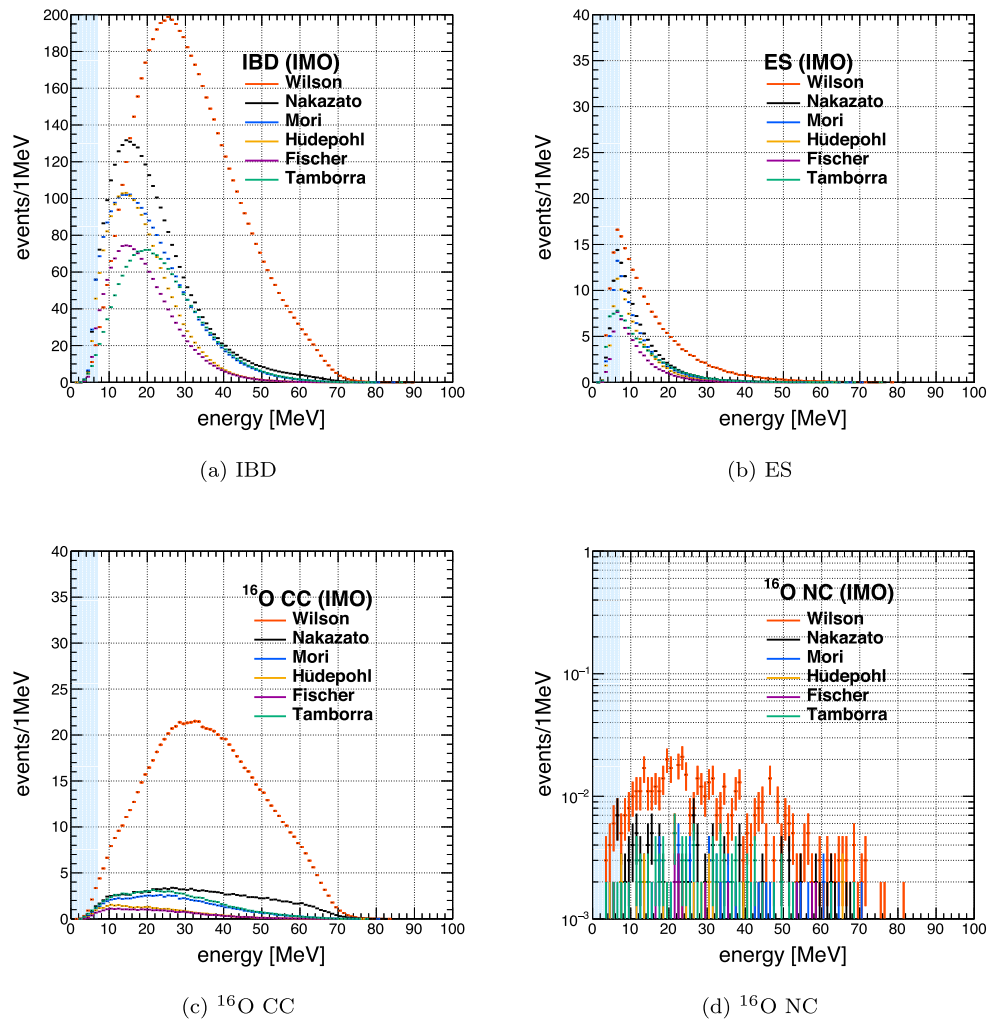 IBD (IMO)
Wilson
Nakazato
Mori
Hüdepohl
Fischer
Tamborra
events/1MeV
200
180
160
140
120
100
80
60
40
20
0
0 10 20 30 40 50 60 70 80 90 100
energy [MeV]
(a) IBD
ES (IMO)
Wilson
Nakazato
Mori
Hüdepohl
Fischer
Tamborra
events/1MeV
40
35
30
25
20
15
10
5
0
0 10 20 30 40 50 60 70 80 90 100
energy [MeV]
(b) ES
¹⁶O CC (IMO)
Wilson
Nakazato
Mori
Hüdepohl
Fischer
Tamborra
events/1MeV
40
35
30
25
20
15
10
5
0
0 10 20 30 40 50 60 70 80 90 100
energy [MeV]
(c) ¹⁶O CC
¹⁶O NC (IMO)
Wilson
Nakazato
Mori
Hüdepohl
Fischer
Tamborra
events/1MeV
1
10⁻¹
10⁻²
10⁻³
0 10 20 30 40 50 60 70 80 90 100
energy [MeV]
(d) ¹⁶O NC